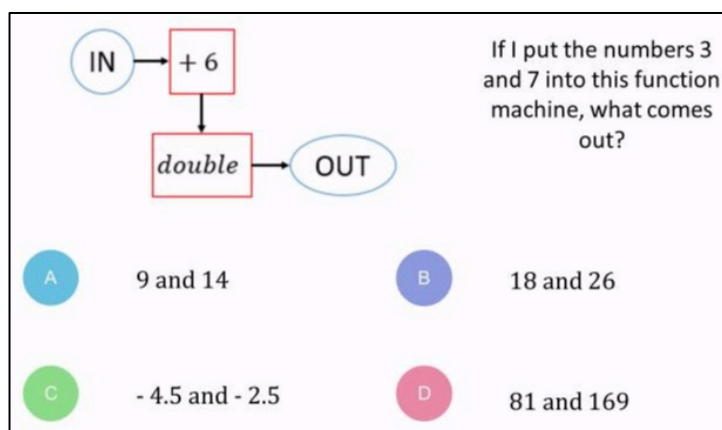 IN
+ 6
If I put the numbers 3
and 7 into this function
machine, what comes
out?
double
OUT
A
9 and 14
B
18 and 26
C
- 4.5 and - 2.5
D
81 and 169